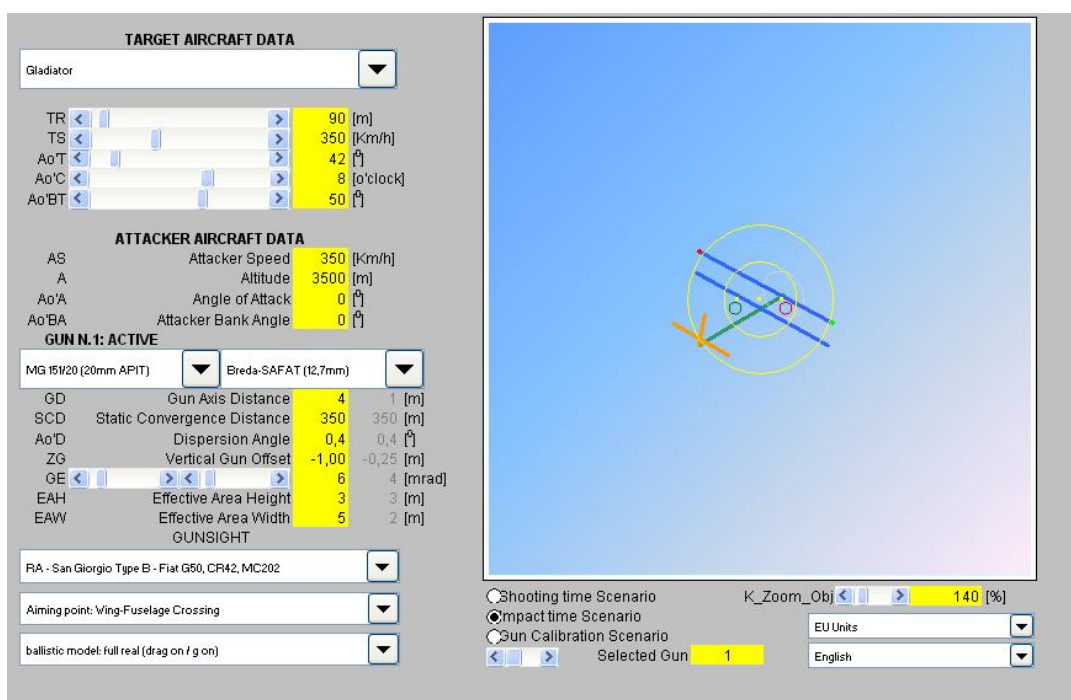 TARGET AIRCRAFT DATA
Gladiator
TR 90 [m]
TS 350 [Km/h]
Ao'T 42 [º]
Ao'C 8 [o'clock]
Ao'BT 50 [º]
ATTACKER AIRCRAFT DATA
AS Attacker Speed 350 [Km/h]
A Altitude 3500 [m]
Ao'A Angle of Attack 0 [º]
Ao'BA Attacker Bank Angle 0 [º]
GUN N.1: ACTIVE
MG 151/20 (20mm APIT) Breda-SAFAT (12,7mm)
GD Gun Axis Distance 4 1 [m]
SCD Static Convergence Distance 350 350 [m]
Ao'D Dispersion Angle 0,4 0,4 [º]
ZG Vertical Gun Offset -1,00 -0,25 [m]
GE 6 4 [mrad]
EAH Effective Area Height 3 3 [m]
EAW Effective Area Width 5 2 [m]
GUNSIGHT
RA - San Giorgio Type B - Fiat G50, CR42, MC202
Aiming point: Wing-Fuselage Crossing
ballistic model: full real (drag on / g on)
Shooting time Scenario K_Zoom_Obj 140 [%]
Impact time Scenario
EU Units
Gun Calibration Scenario
Selected Gun 1
English